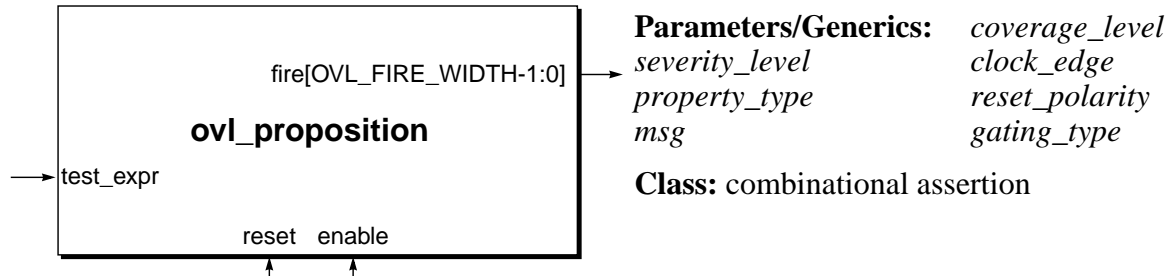 fire[OVL_FIRE_WIDTH-1:0]
ovl_proposition
test_expr
reset enable
Parameters/Generics: coverage_level
severity_level clock_edge
property_type reset_polarity
msg gating_type
Class: combinational assertion